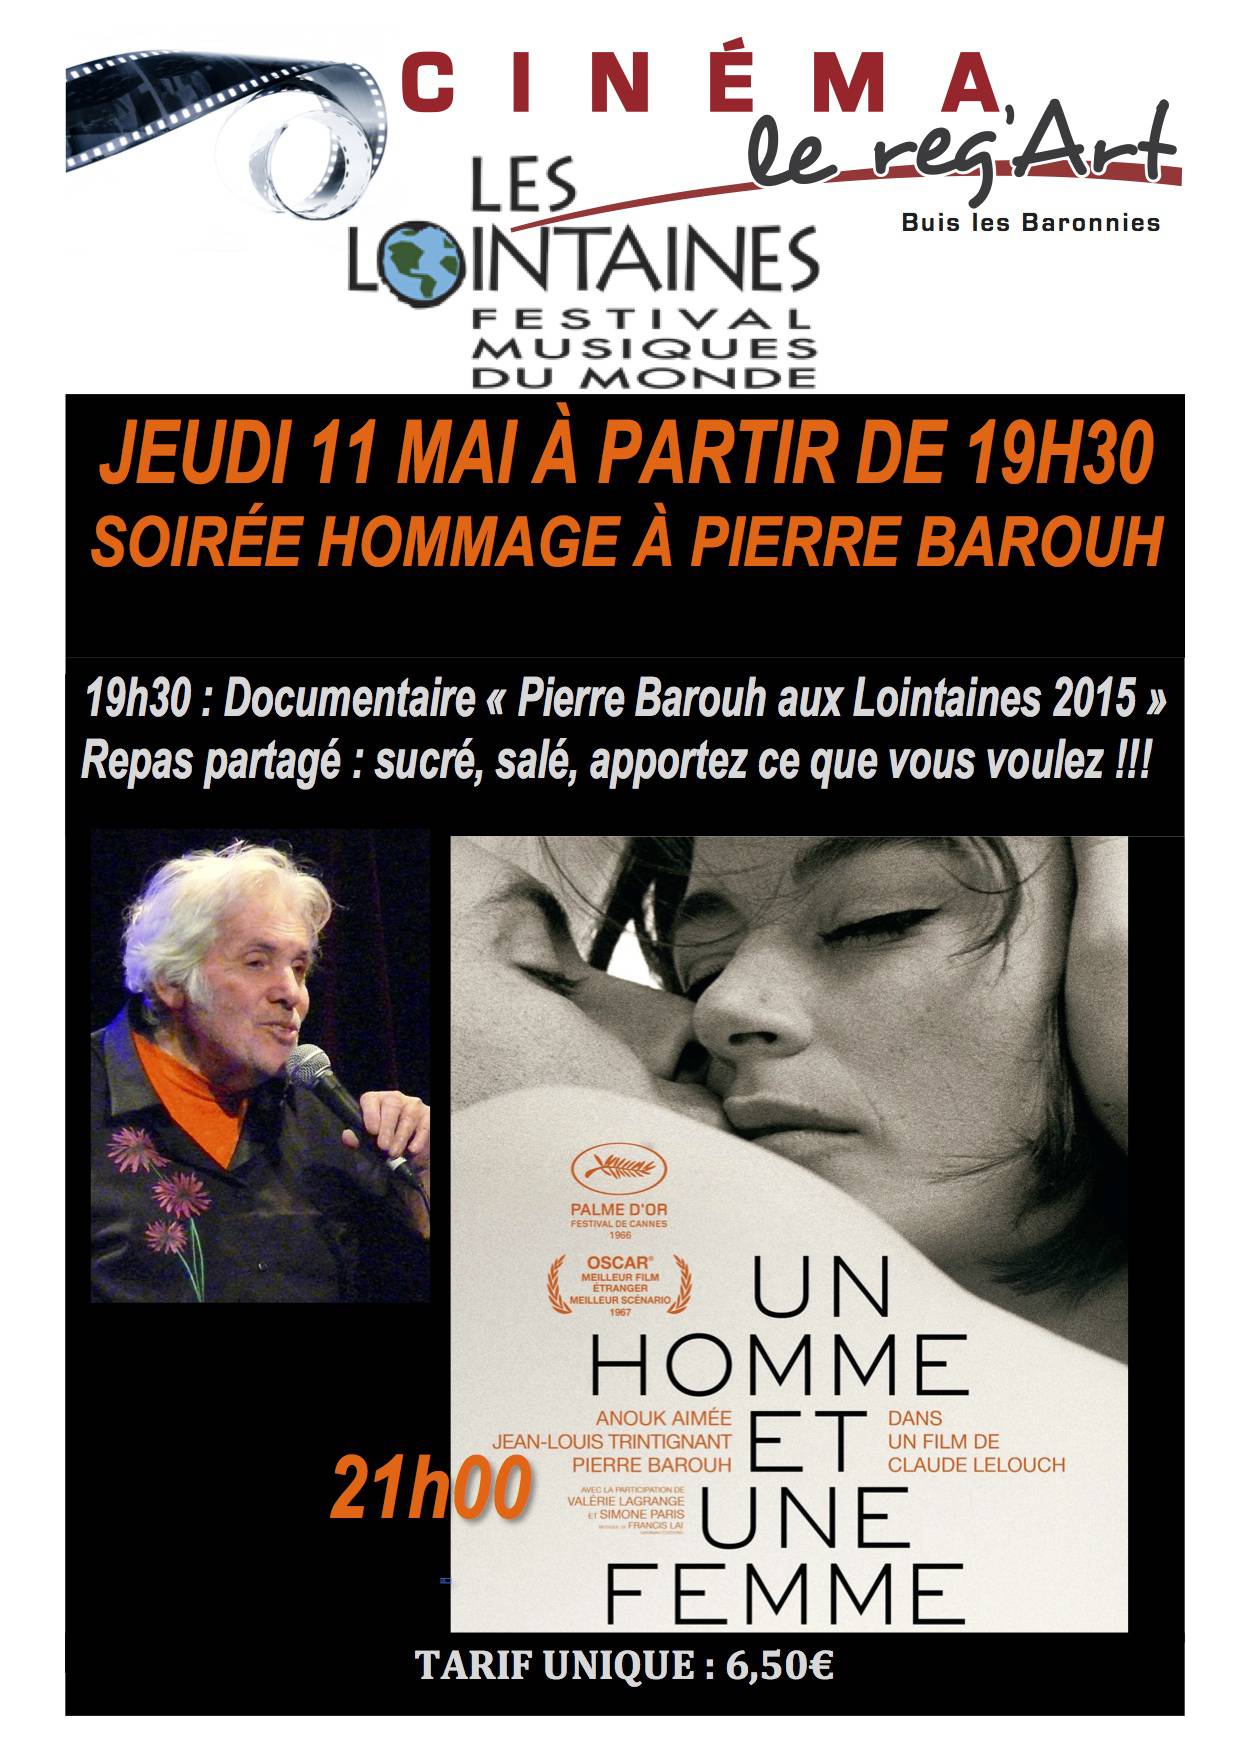 CINÉMA
le reg'Art
Buis les Baronnies
LES
LOINTAINES
FESTIVAL
MUSIQUES
DU MONDE
JEUDI 11 MAI À PARTIR DE 19H30
SOIRÉE HOMMAGE À PIERRE BAROUH
19h30 : Documentaire « Pierre Barouh aux Lointaines 2015 »
Repas partagé : sucré, salé, apportez ce que vous voulez !!!
PALME D'OR
FESTIVAL DE CANNES
1966
OSCAR®
MEILLEUR FILM
ÉTRANGER
MEILLEUR SCÉNARIO
1967
UN
HOMME
ET
UNE
FEMME
ANOUK AIMÉE
JEAN-LOUIS TRINTIGNANT
PIERRE BAROUH
DANS
UN FILM DE
CLAUDE LELOUCH
AVEC LA PARTICIPATION DE
VALÉRIE LAGRANGE
ET SIMONE PARIS
MUSIQUE DE FRANCIS LAI
21h00
TARIF UNIQUE : 6,50€